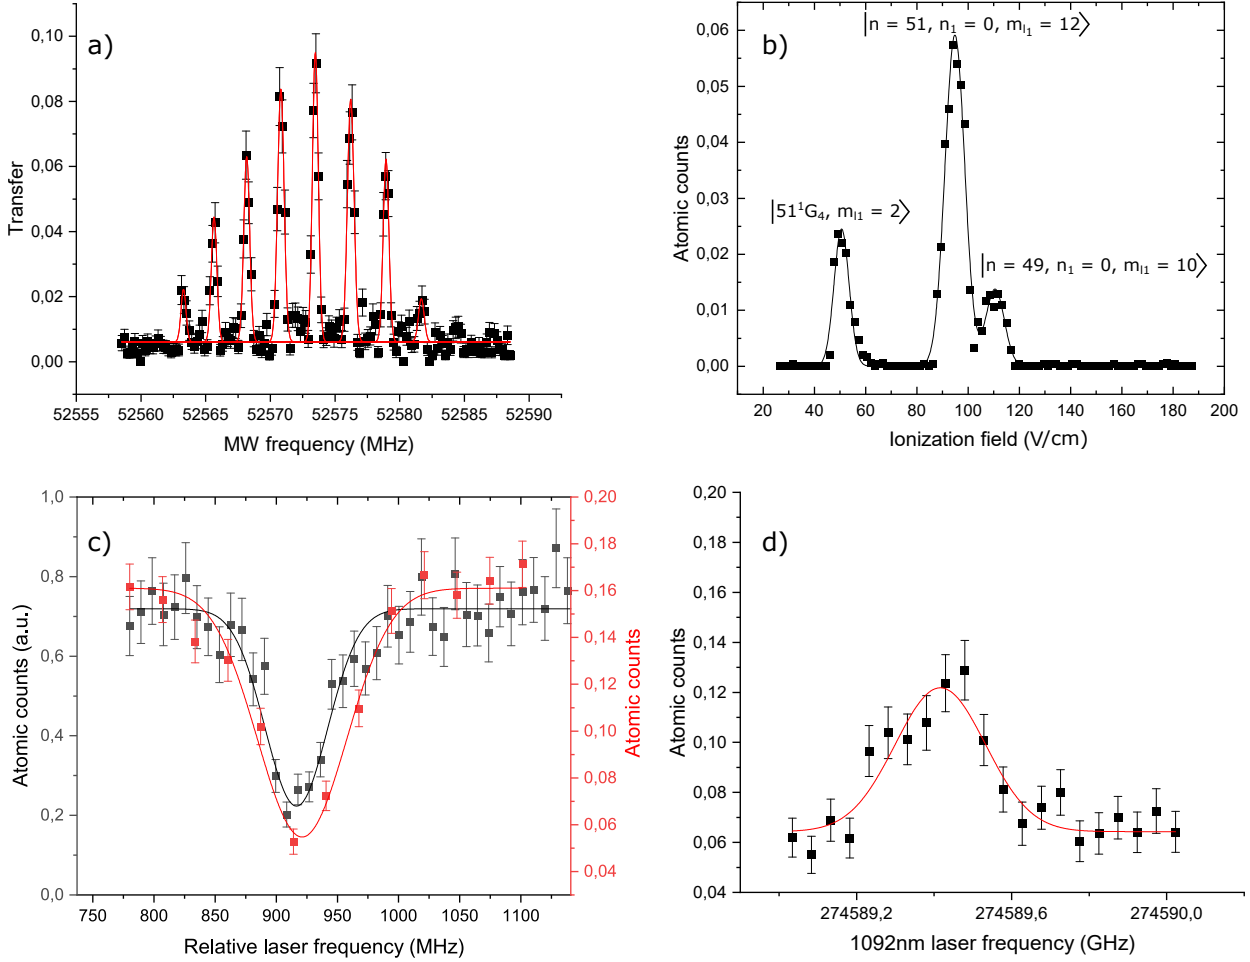 a)
0,10
0,08
0,06
0,04
0,02
0,00
Transfer
52555 52560 52565 52570 52575 52580 52585 52590
MW frequency (MHz)
b)
|n = 51, n₁ = 0, mₗ₁ = 12⟩
|51¹G₄, mₗ₁ = 2⟩
|n = 49, n₁ = 0, mₗ₁ = 10⟩
0,06
0,05
0,04
0,03
0,02
0,01
0,00
Atomic counts
20 40 60 80 100 120 140 160 180 200
Ionization field (V/cm)
c)
1,0
0,8
0,6
0,4
0,2
0,0
Atomic counts (a.u.)
0,20
0,18
0,16
0,14
0,12
0,10
0,08
0,06
0,04
Atomic counts
750 800 850 900 950 1000 1050 1100
Relative laser frequency (MHz)
d)
0,20
0,18
0,16
0,14
0,12
0,10
0,08
0,06
0,04
Atomic counts
274589,2 274589,6 274590,0
1092nm laser frequency (GHz)